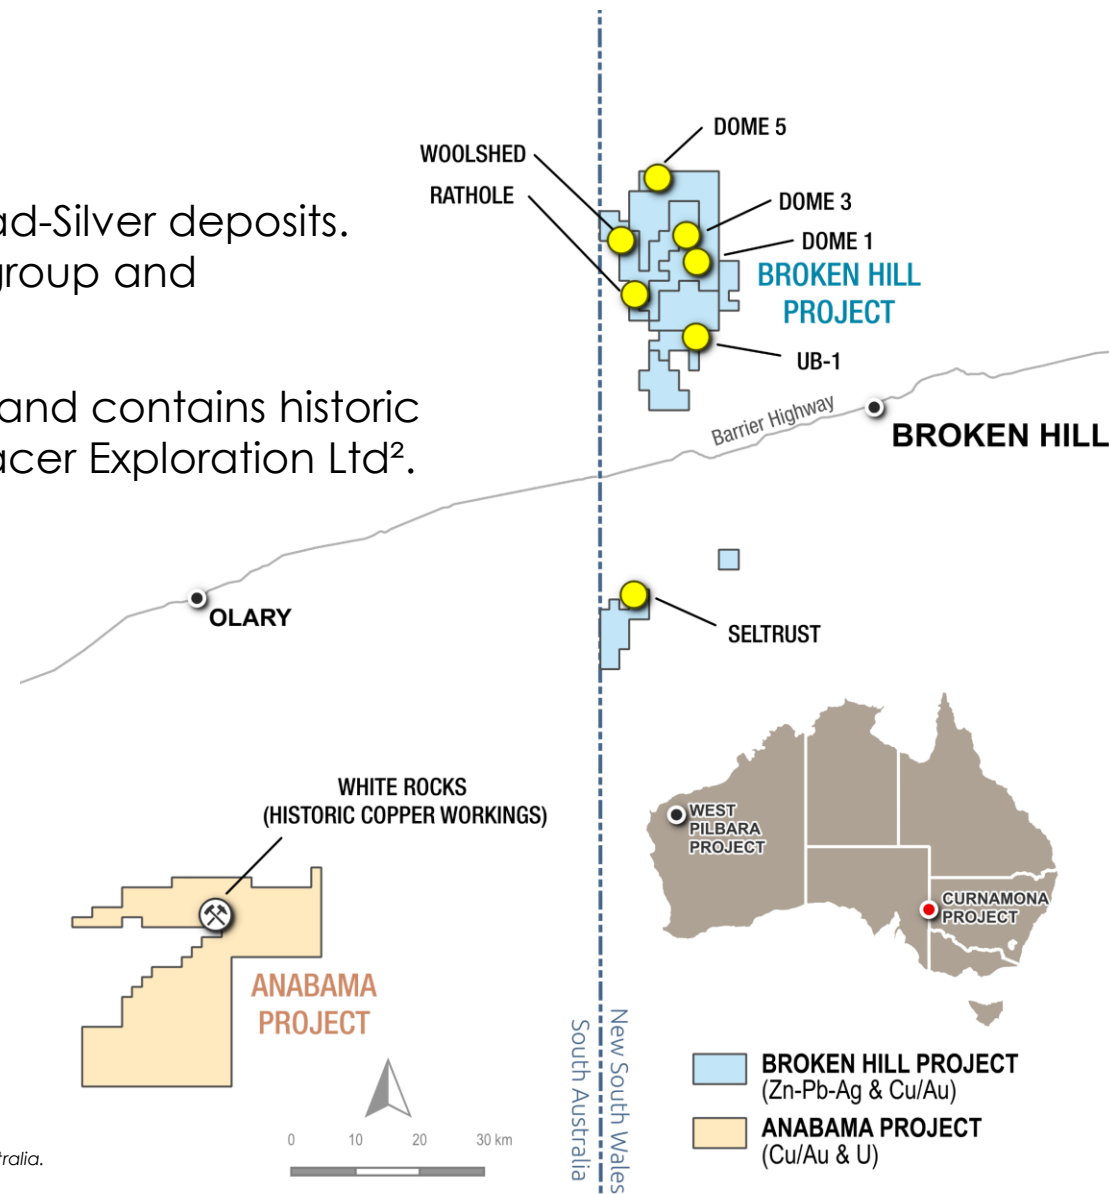 DOME 5
WOOLSHED
RATHOLE
DOME 3
DOME 1
BROKEN HILL
PROJECT
UB-1
ad-Silver deposits.
group and
and contains historic
acer Exploration Ltd².
Barrier Highway
BROKEN HILL
OLARY
SELTRUST
WHITE ROCKS
(HISTORIC COPPER WORKINGS)
ANABAMA
PROJECT
WEST
PILBARA
PROJECT
CURNAMONA
PROJECT
South Australia
New South Wales
BROKEN HILL PROJECT
(Zn-Pb-Ag & Cu/Au)
ANABAMA PROJECT
(Cu/Au & U)
0 10 20 30 km
tralia.